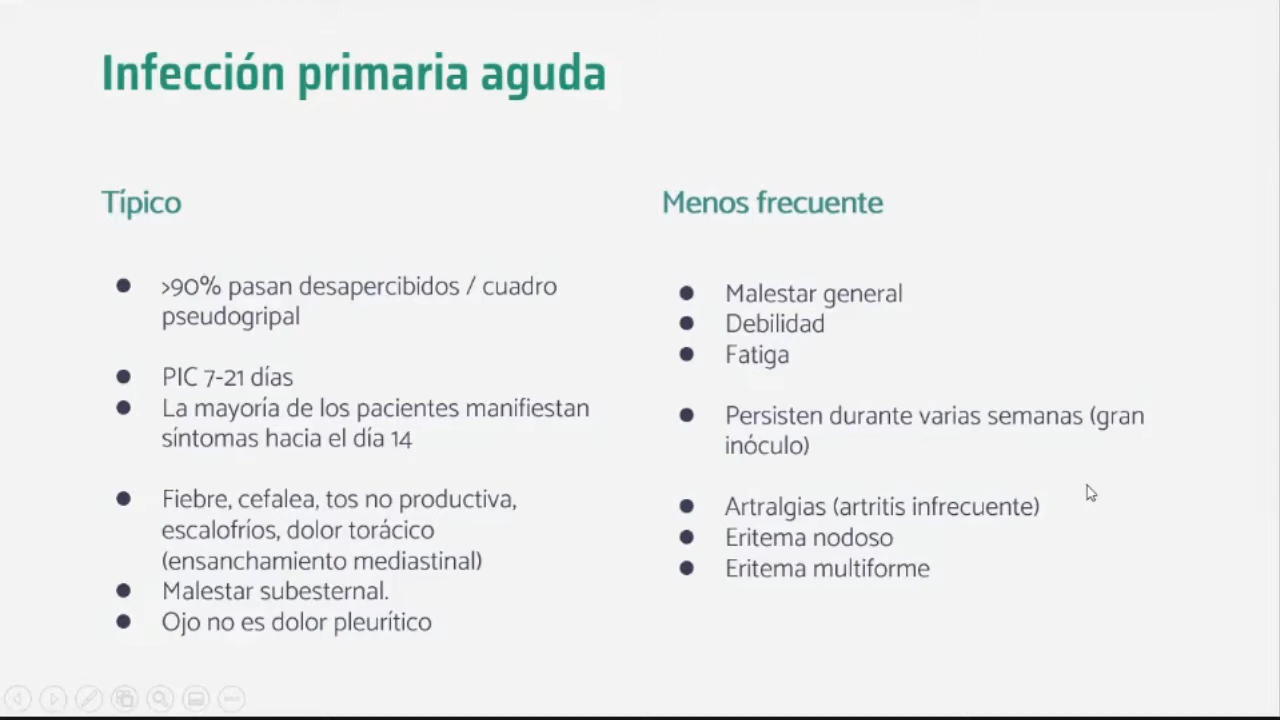 Infección primaria aguda
Típico
>90% pasan desapercibidos / cuadro
pseudogripal
PIC 7-21 días
La mayoría de los pacientes manifiestan
síntomas hacia el día 14
Fiebre, cefalea, tos no productiva,
escalofríos, dolor torácico
(ensanchamiento mediastinal)
Malestar subesternal.
Ojo no es dolor pleurítico
Menos frecuente
Malestar general
Debilidad
Fatiga
Persisten durante varias semanas (gran
inóculo)
Artralgias (artritis infrecuente)
Eritema nodoso
Eritema multiforme